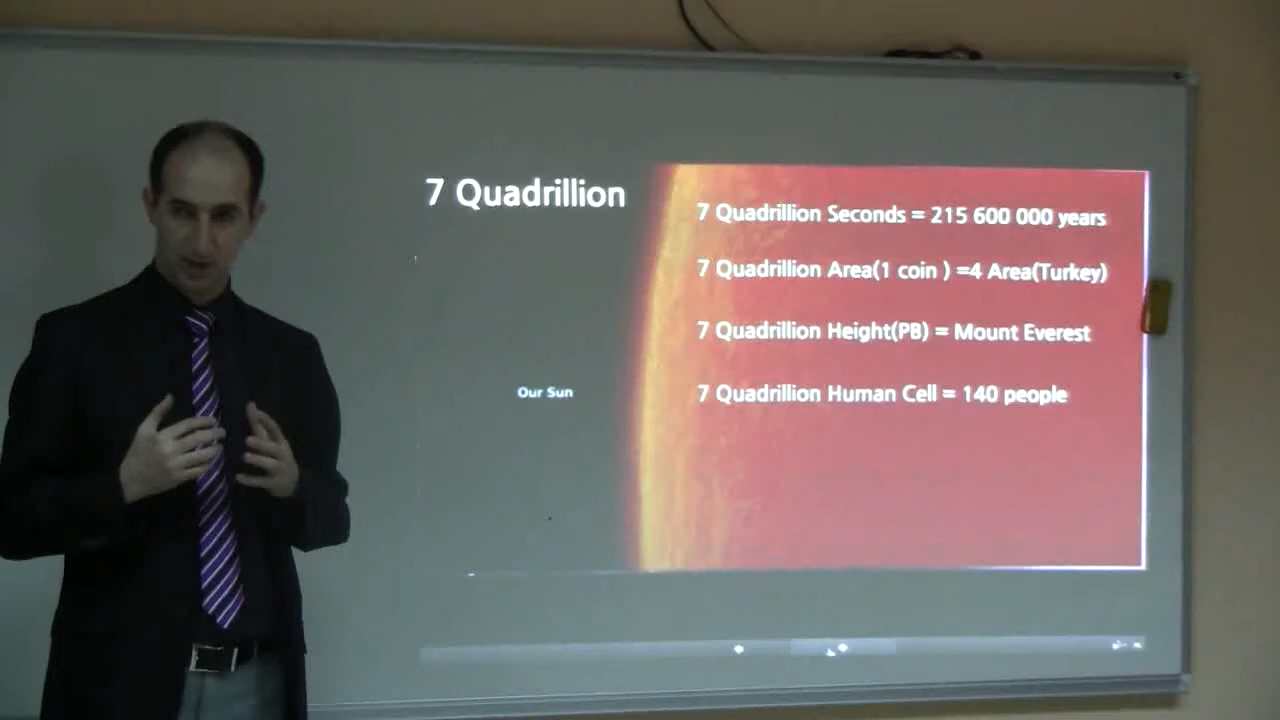 7 Quadrillion
7 Quadrillion Seconds = 215 600 000 years
7 Quadrillion Area(1 coin ) =4 Area(Turkey)
7 Quadrillion Height(PB) = Mount Everest
Our Sun
7 Quadrillion Human Cell = 140 people